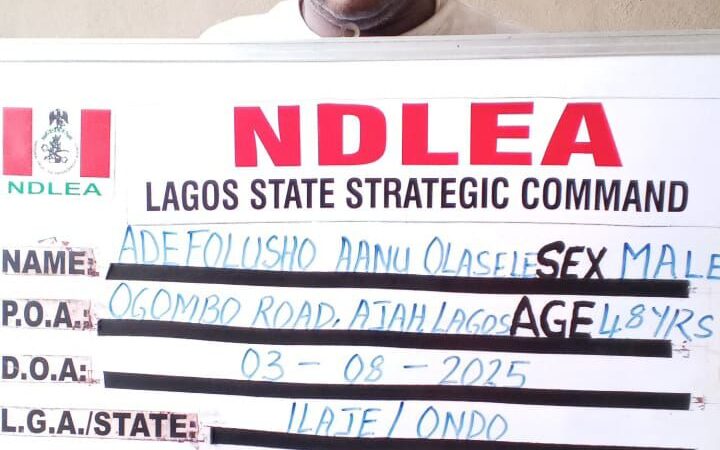 NDLEA
NDLEA
LAGOS STATE STRATEGIC COMMAND
NAME: ADEFOLUSHO AANU OLASELE SEX MALE
P.O.A.: OGOMBO ROAD, AJAH, LAGOS AGE 48YRS
D.O.A: 03 - 08 - 2025
L.G.A./STATE: ILAJE / ONDO